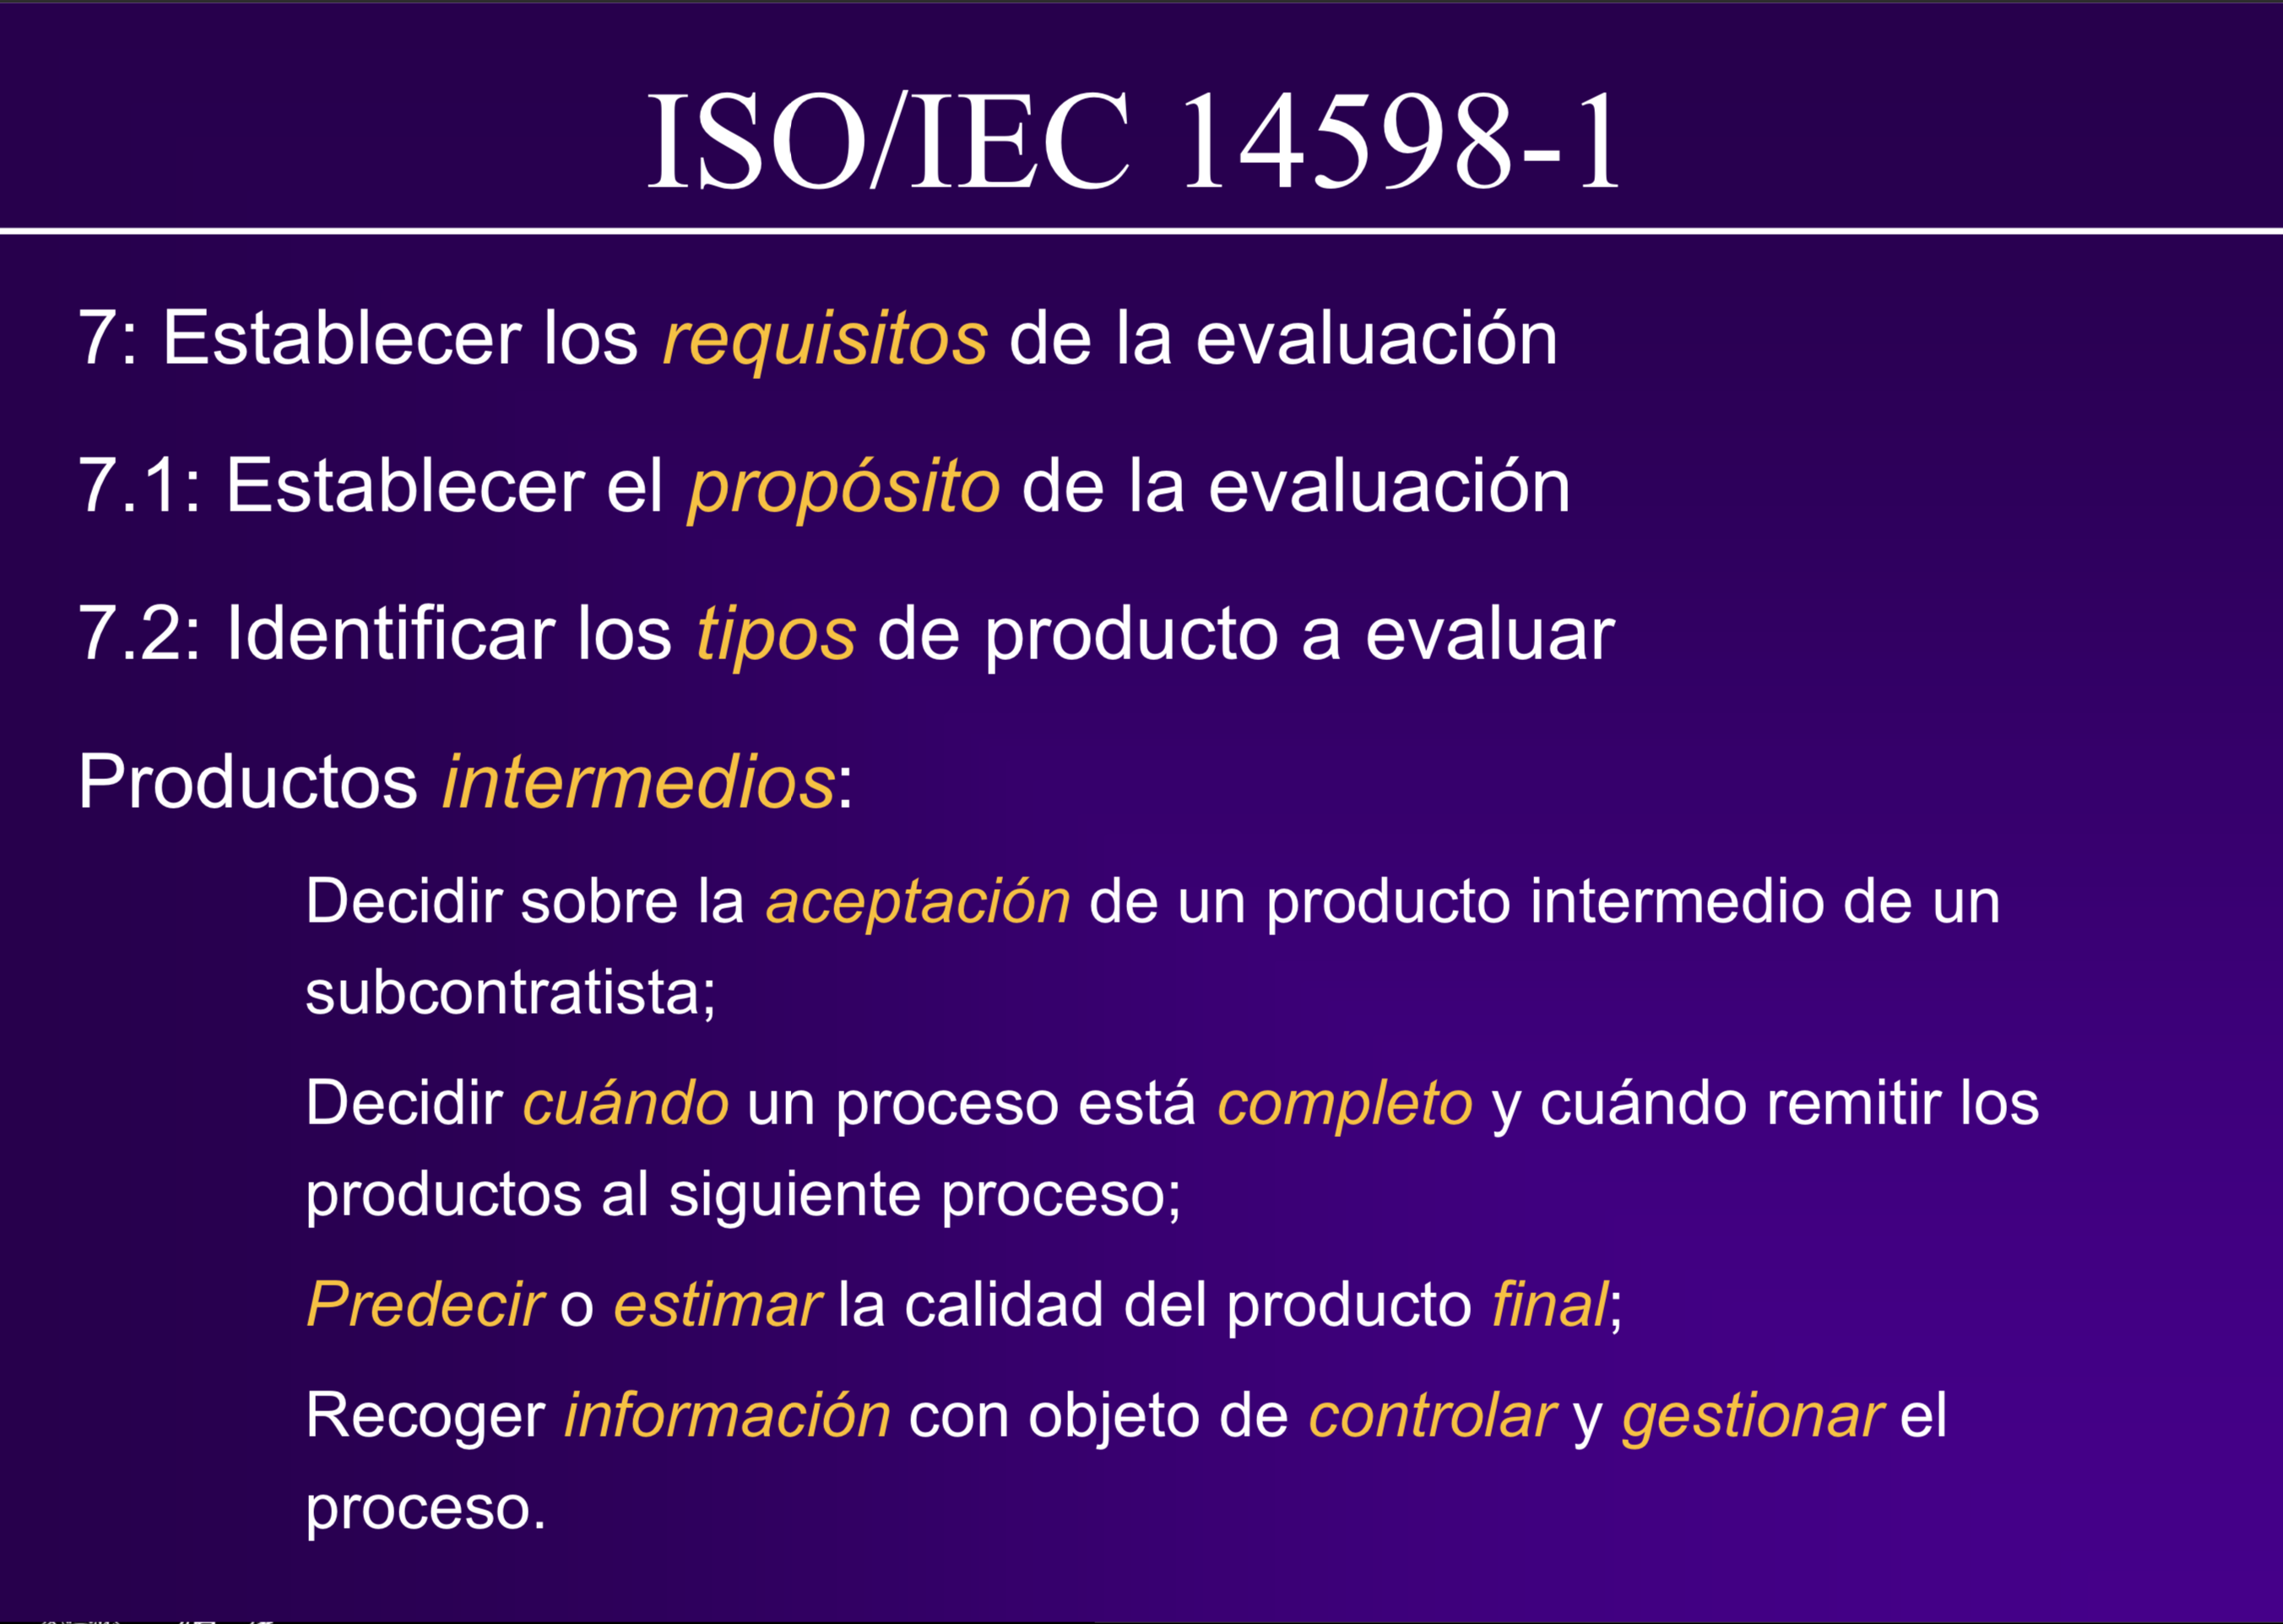 ISO/IEC 14598-1
7: Establecer los requisitos de la evaluación
7.1: Establecer el propósito de la evaluación
7.2: Identificar los tipos de producto a evaluar
Productos intermedios:
Decidir sobre la aceptación de un producto intermedio de un
subcontratista;
Decidir cuándo un proceso está completo y cuándo remitir los
productos al siguiente proceso;
Predecir o estimar la calidad del producto final;
Recoger información con objeto de controlar y gestionar el
proceso.